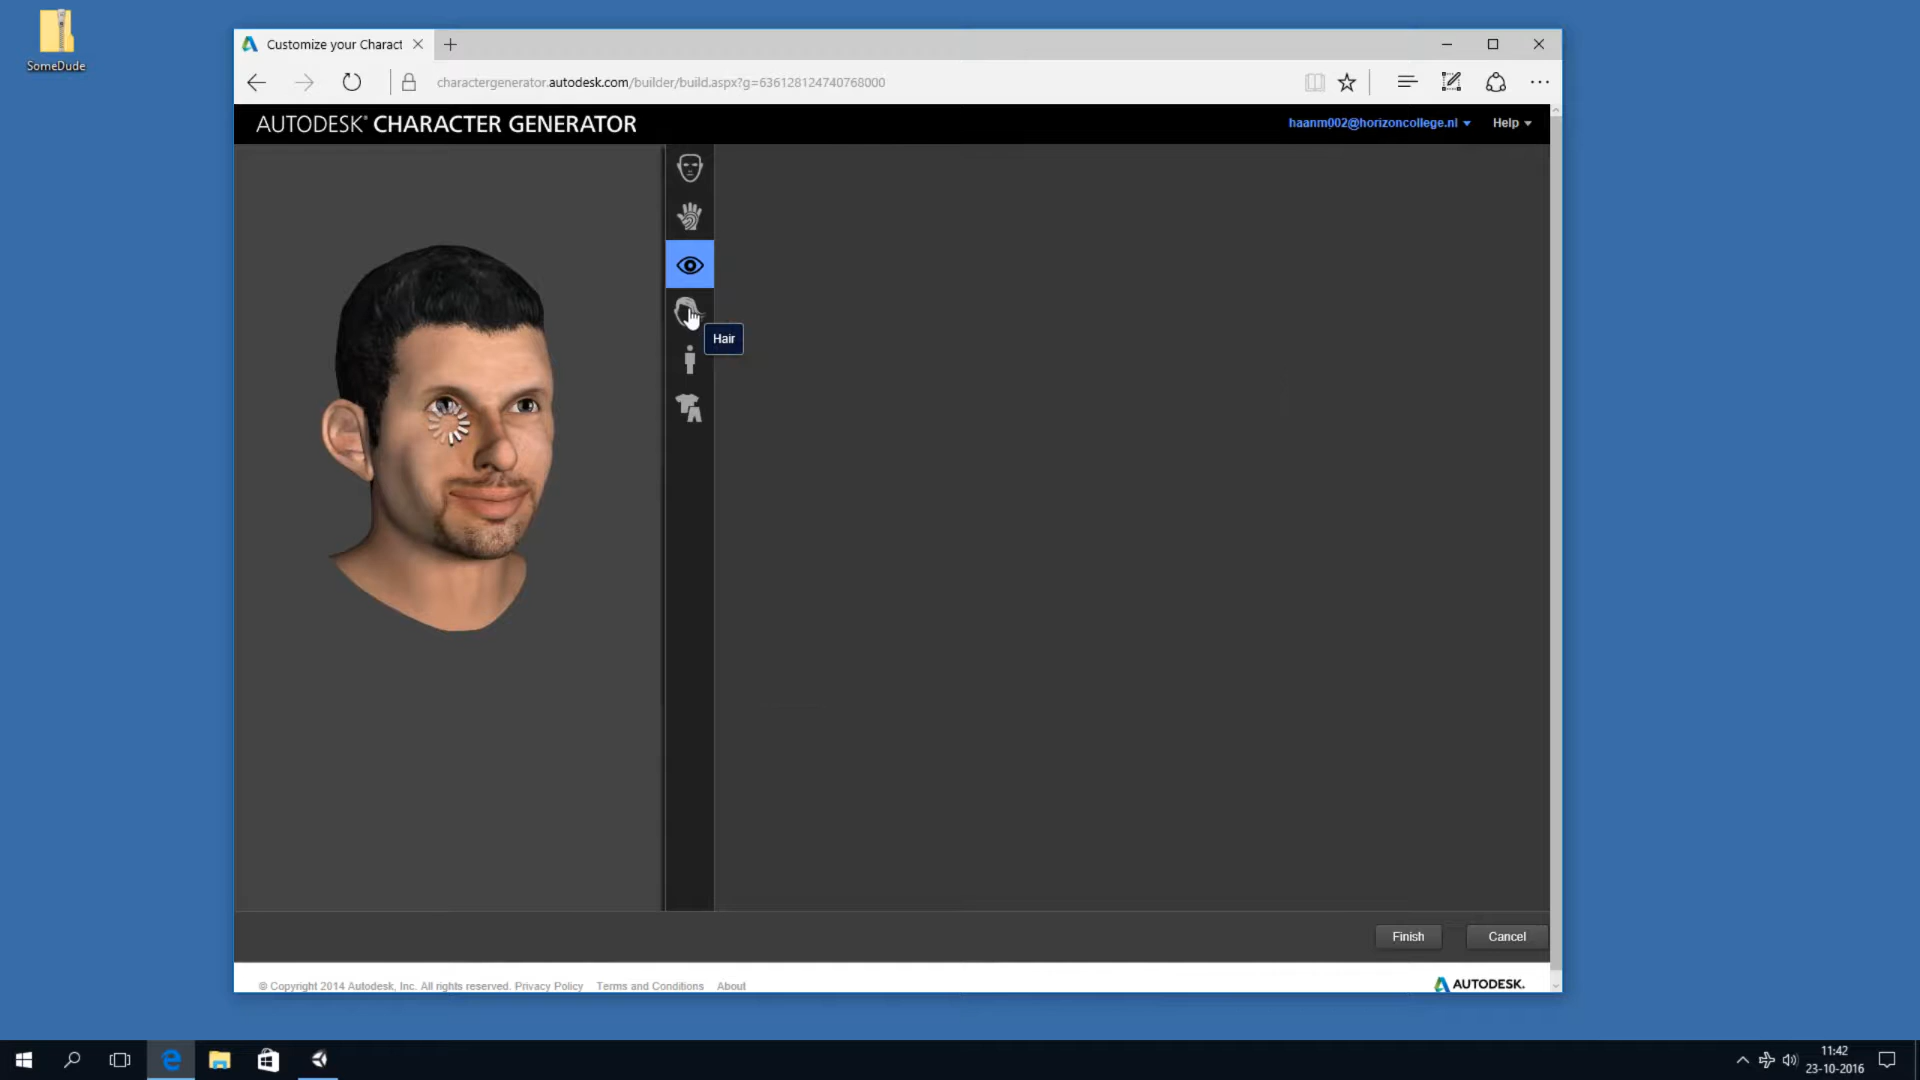 SomeDude
Customize your Charact
charactergenerator.autodesk.com/builder/build.aspx?g=636128124740768000
AUTODESK® CHARACTER GENERATOR
haanm002@horizoncollege.nl
Help
Hair
Finish
Cancel
© Copyright 2014 Autodesk, Inc. All rights reserved. Privacy Policy Terms and Conditions About
AUTODESK.
11:42
23-10-2016